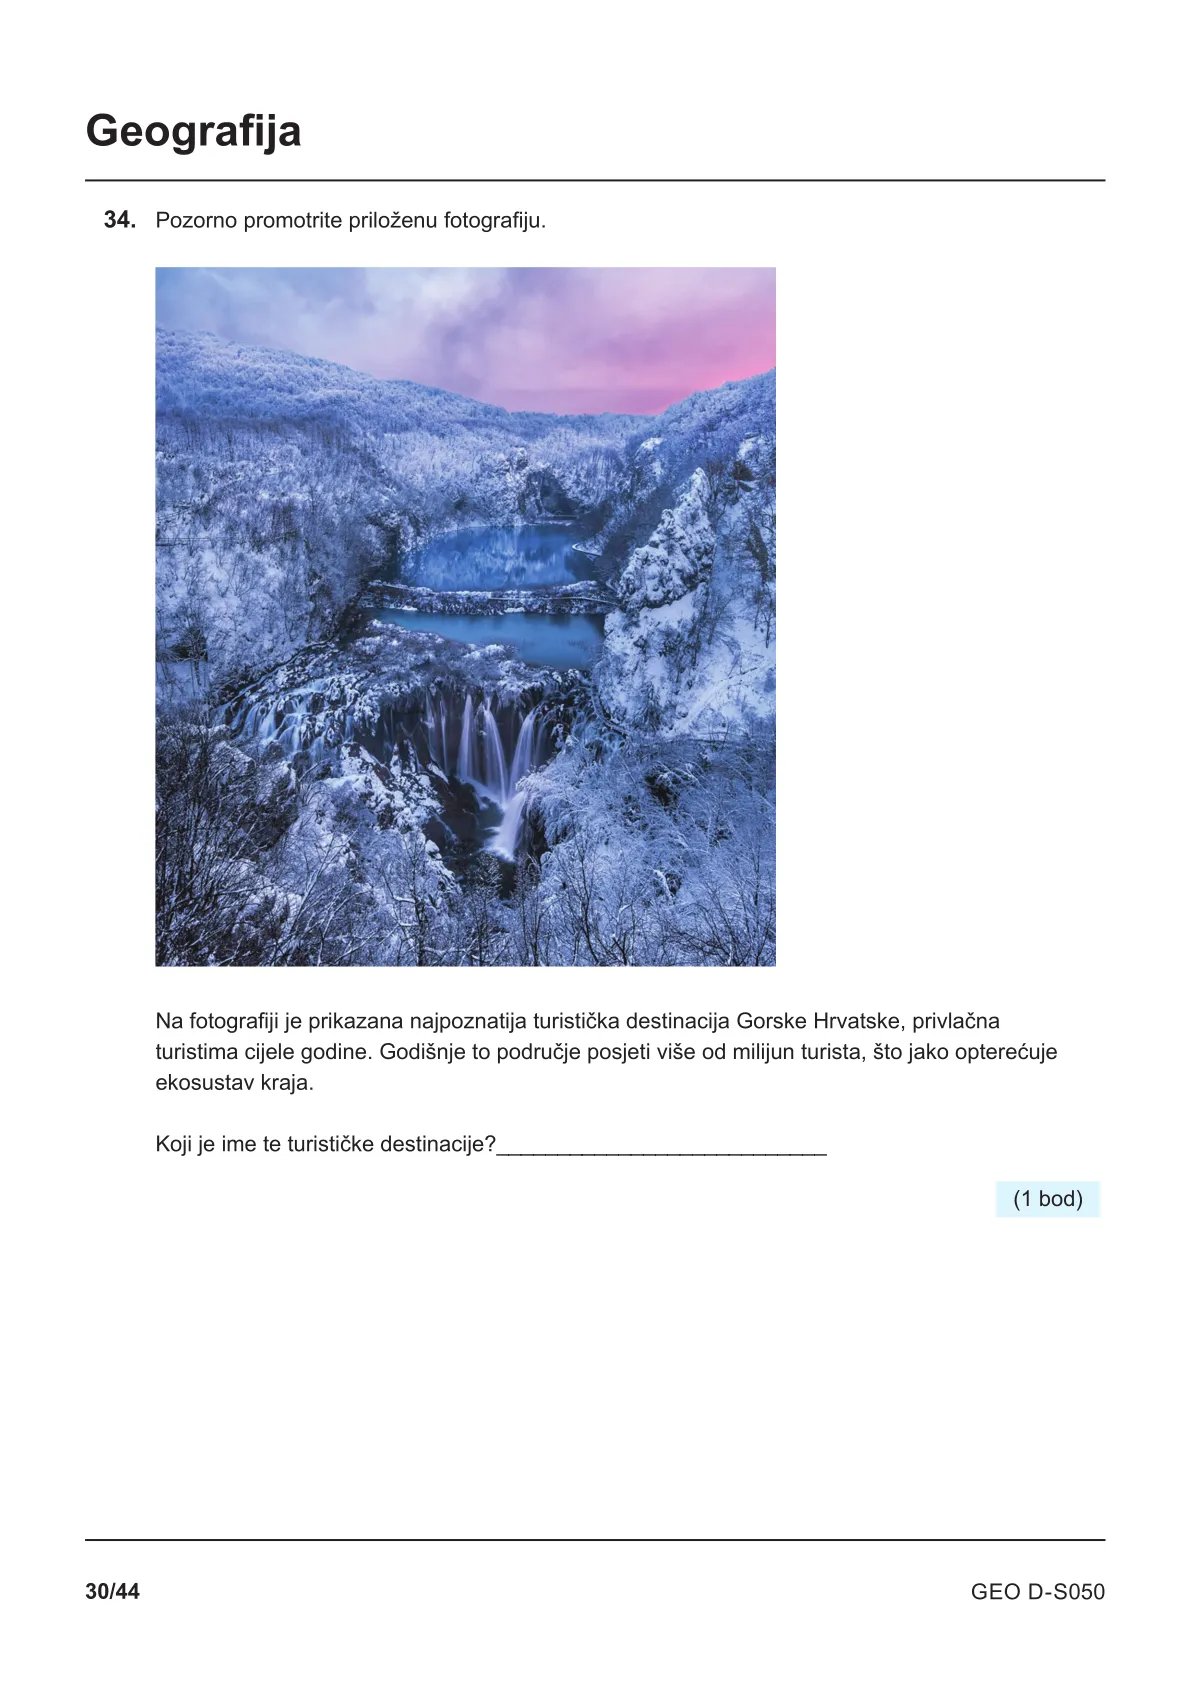 Geografija
34. Pozorno promotrite priloženu fotografiju.
Na fotografiji je prikazana najpoznatija turistička destinacija Gorske Hrvatske, privlačna
turistima cijele godine. Godišnje to područje posjeti više od milijun turista, što jako opterećuje
ekosustav kraja.
Koji je ime te turističke destinacije?___________________________
(1 bod)
30/44
GEO D-S050